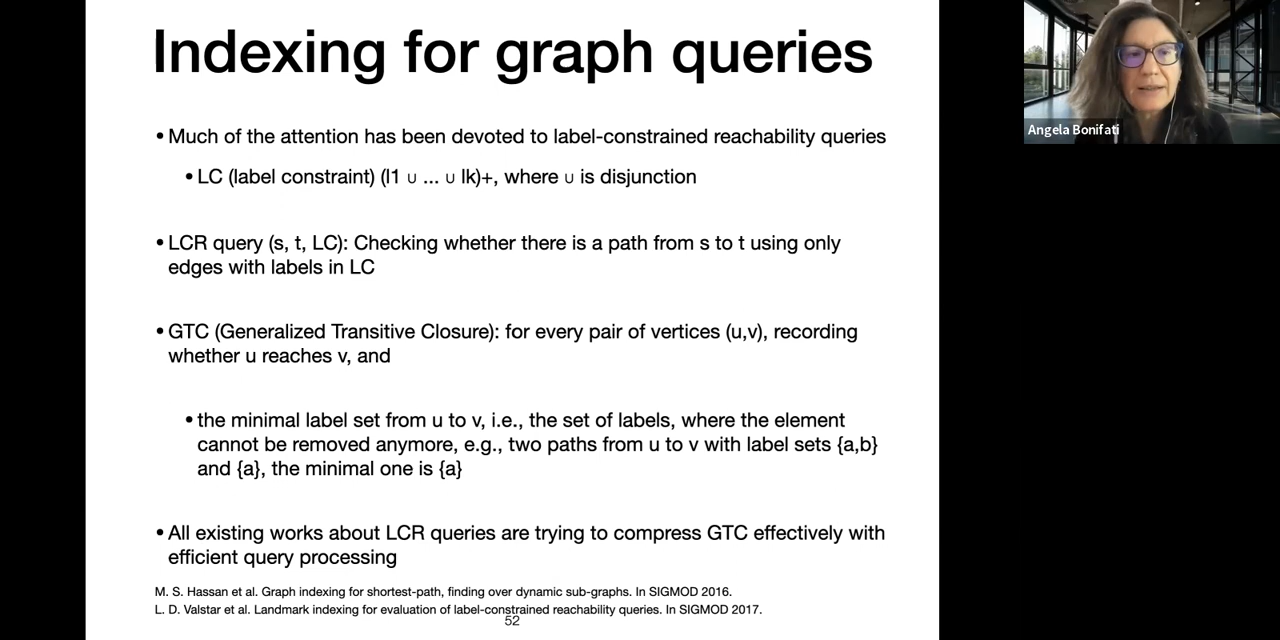 Indexing for graph queries
• Much of the attention has been devoted to label-constrained reachability queries
• LC (label constraint) (l1 ∪ ... ∪ lk)+, where ∪ is disjunction
• LCR query (s, t, LC): Checking whether there is a path from s to t using only
edges with labels in LC
• GTC (Generalized Transitive Closure): for every pair of vertices (u,v), recording
whether u reaches v, and
• the minimal label set from u to v, i.e., the set of labels, where the element
cannot be removed anymore, e.g., two paths from u to v with label sets {a,b}
and {a}, the minimal one is {a}
• All existing works about LCR queries are trying to compress GTC effectively with
efficient query processing
M. S. Hassan et al. Graph indexing for shortest-path, finding over dynamic sub-graphs. In SIGMOD 2016.
L. D. Valstar et al. Landmark indexing for evaluation of label-constrained reachability queries. In SIGMOD 2017.
52
Angela Bonifati